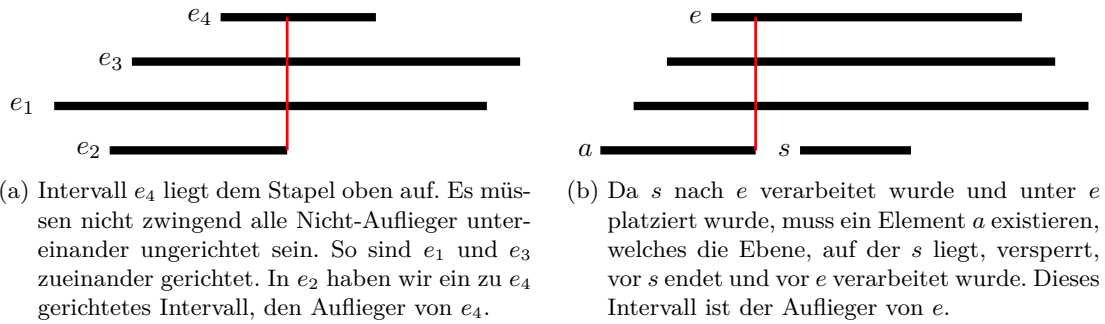 e4
e3
e1
e2
e
a
s
(a) Intervall e4 liegt dem Stapel oben auf. Es müs-
sen nicht zwingend alle Nicht-Auflieger unter-
einander ungerichtet sein. So sind e1 und e3
zueinander gerichtet. In e2 haben wir ein zu e4
gerichtetes Intervall, den Auflieger von e4.
(b) Da s nach e verarbeitet wurde und unter e
platziert wurde, muss ein Element a existieren,
welches die Ebene, auf der s liegt, versperrt,
vor s endet und vor e verarbeitet wurde. Dieses
Intervall ist der Auflieger von e.